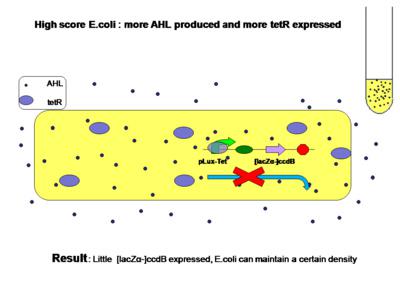 High score E.coli : more AHL produced and more tetR expressed
AHL
tetR
pLux-Tet
[lacZα-]ccdB
Result: Little [lacZα-]ccdB expressed, E.coli can maintain a certain density